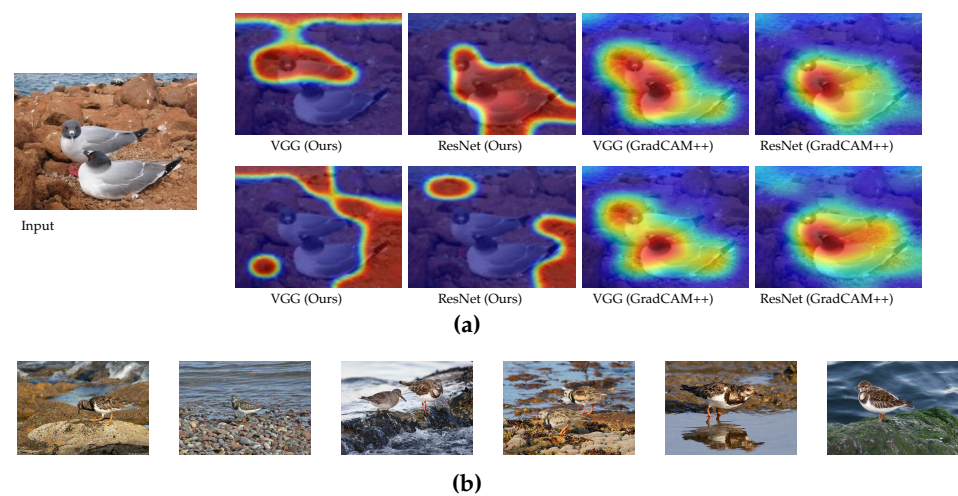 VGG (Ours) ResNet (Ours) VGG (GradCAM++) ResNet (GradCAM++)
Input
VGG (Ours) ResNet (Ours) VGG (GradCAM++) ResNet (GradCAM++)
(a)
(b)